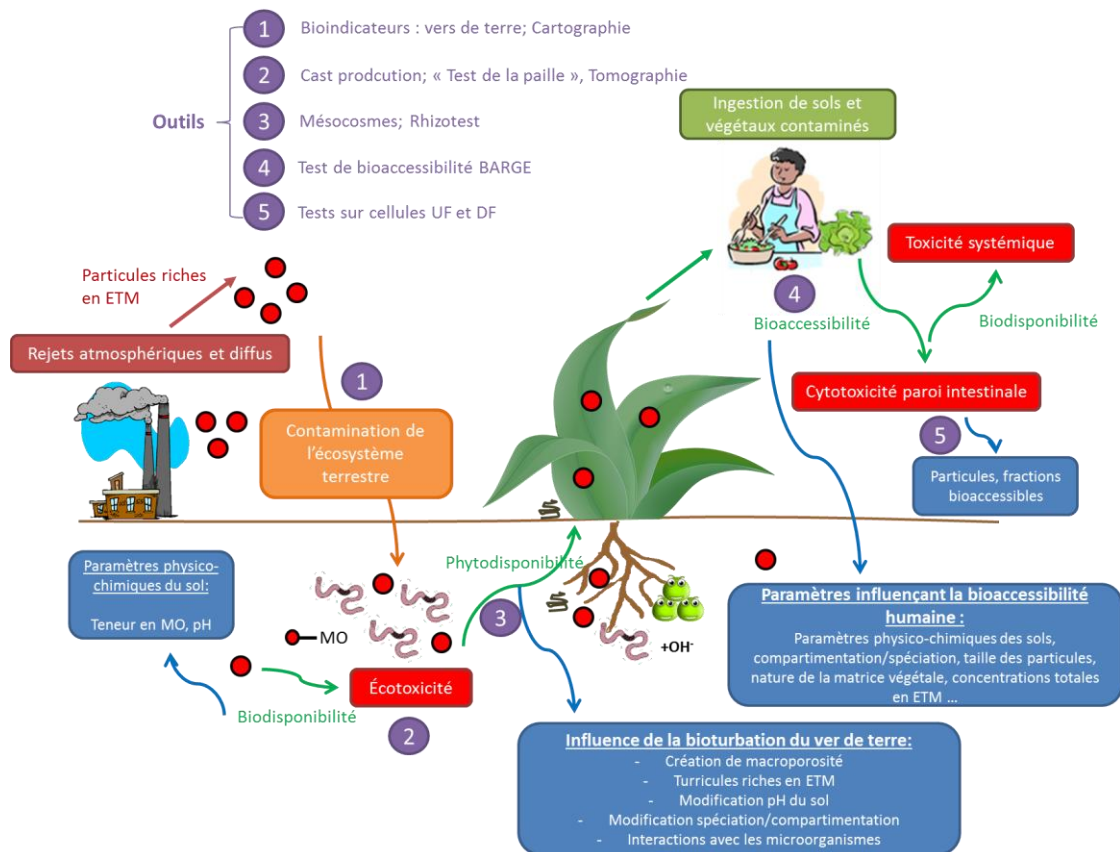 1 Bioindicateurs : vers de terre; Cartographie
2 Cast prodcution; « Test de la paille », Tomographie
Outils
3 Mésocosmes; Rhizotest
4 Test de bioaccessibilité BARGE
5 Tests sur cellules UF et DF
Ingestion de sols et
végétaux contaminés
Particules riches
en ETM
Rejets atmosphériques et diffus
1
Contamination de
l'écosystème
terrestre
4
Bioaccessibilité
Toxicité systémique
Biodisponibilité
Cytotoxicité paroi intestinale
5
Particules, fractions
bioaccessibles
Paramètres physico-
chimiques du sol:
Teneur en MO, pH
MO
Biodisponibilité
Écotoxicité
2
Phytodisponibilité
3
+OH-
Paramètres influençant la bioaccessibilité
humaine :
Paramètres physico-chimiques des sols,
compartimentation/spéciation, taille des particules,
nature de la matrice végétale, concentrations totales
en ETM ...
Influence de la bioturbation du ver de terre:
- Création de macroporosité
- Turricules riches en ETM
- Modification pH du sol
- Modification spéciation/compartimentation
- Interactions avec les microorganismes